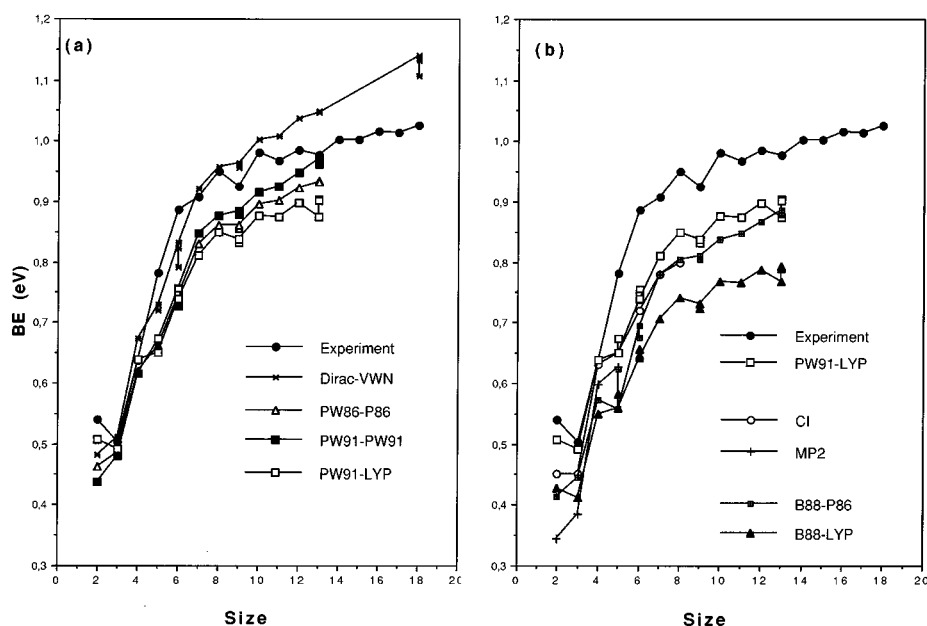 (a)
1,2
1,1
1,0
0,9
0,8
0,7
0,6
0,5
0,4
0,3
BE (eV)
Experiment
Dirac-VWN
PW86-P86
PW91-PW91
PW91-LYP
0 2 4 6 8 10 12 14 16 18 20
Size
(b)
1,2
1,1
1,0
0,9
0,8
0,7
0,6
0,5
0,4
0,3
Experiment
PW91-LYP
CI
MP2
B88-P86
B88-LYP
0 2 4 6 8 10 12 14 16 18 20
Size